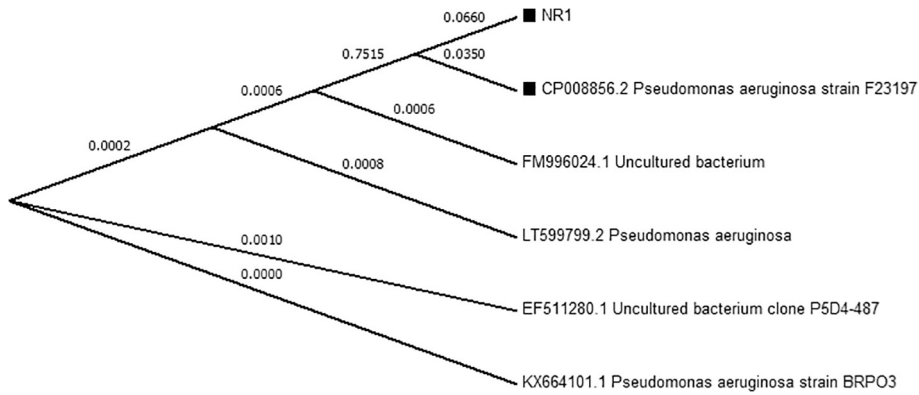 0.0660
NR1
0.7515
0.0350
CP008856.2 Pseudomonas aeruginosa strain F23197
0.0006
0.0006
0.0002
FM996024.1 Uncultured bacterium
0.0008
LT599799.2 Pseudomonas aeruginosa
0.0010
0.0000
EF511280.1 Uncultured bacterium clone P5D4-487
KX664101.1 Pseudomonas aeruginosa strain BRPO3